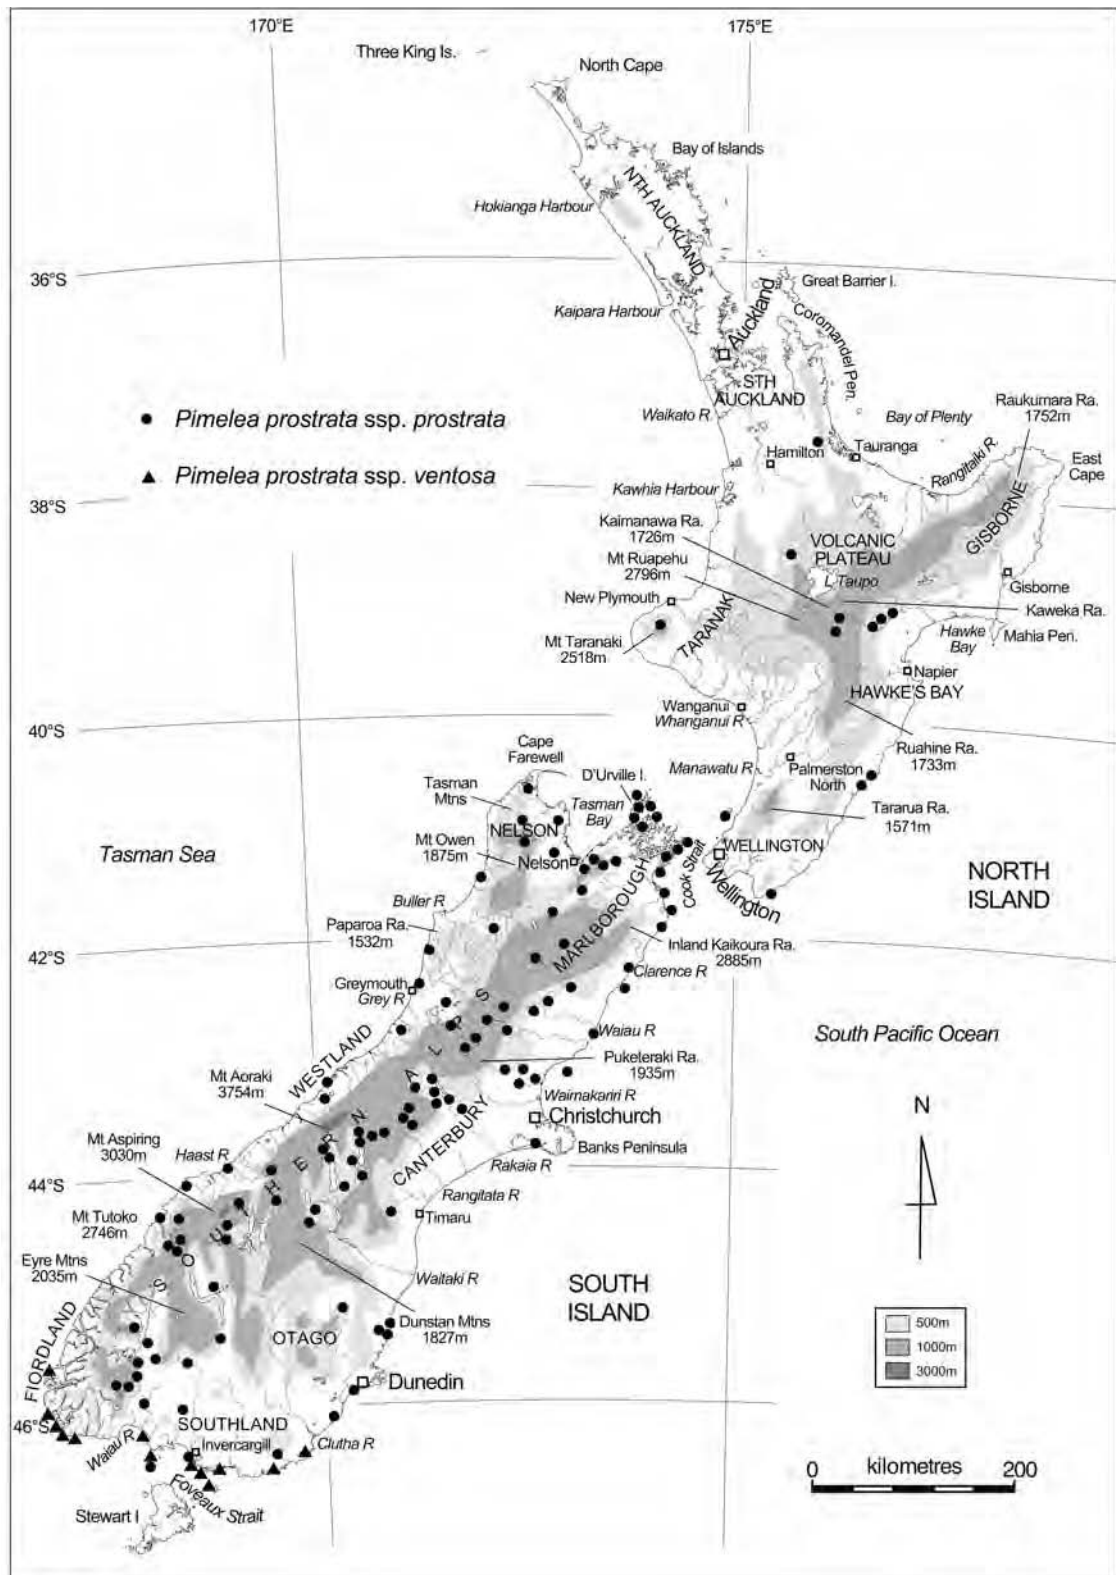 170°E
175°E
Three King Is.
North Cape
Bay of Islands
NTH AUCKLAND
Hokianga Harbour
36°S
Great Barrier I.
Kaipara Harbour
Auckland
Coromandel Pen.
STH
AUCKLAND
Pimelea prostrata ssp. prostrata
Pimelea prostrata ssp. ventosa
Waikato R.
Bay of Plenty
Raukumara Ra.
1752m
Hamilton
Tauranga
Rangitaiki R.
East
Cape
Kawhia Harbour
38°S
GISBORNE
Kaimanawa Ra.
1726m
VOLCANIC
PLATEAU
Mt Ruapehu
2796m
L. Taupo
Gisborne
New Plymouth
Kaweka Ra.
TARANAK
Mt Taranaki
2518m
Hawke
Bay
Mahia Pen.
Napier
HAWKE'S BAY
Wanganui
Whanganui R
40°S
Cape
Farewell
Ruahine Ra.
1733m
Manawatu R
Palmerston
North
D'Urville I.
Tasman
Mtns
Tasman
Bay
Tararua Ra.
1571m
NELSON
Mt Owen
1875m
Nelson
Tasman Sea
Cook Strait
WELLINGTON
Wellington
NORTH
ISLAND
MARLBOROUGH
Buller R
Paparoa Ra.
1532m
Inland Kaikoura Ra.
2885m
42°S
Clarence R
Greymouth
Grey R
Waiau R
South Pacific Ocean
WESTLAND
SOUTHERN ALPS
Puketeraki Ra.
1935m
Mt Aoraki
3754m
Waimakariri R
N
Christchurch
CANTERBURY
Banks Peninsula
Mt Aspiring
3030m
Haast R
Rakaia R
44°S
Rangitata R
Mt Tutoko
2746m
Timaru
Eyre Mtns
2035m
Waitaki R
SOUTH
ISLAND
Dunstan Mtns
1827m
500m
1000m
3000m
OTAGO
FIORDLAND
Dunedin
46°S
SOUTHLAND
Waiau R
Invercargill
Clutha R
Foveaux Strait
Stewart I
0 kilometres 200